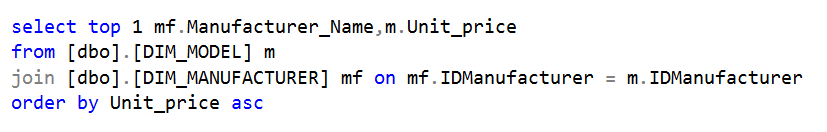 select top 1 mf.Manufacturer_Name,m.Unit_price
from [dbo].[DIM_MODEL] m
join [dbo].[DIM_MANUFACTURER] mf on mf.IDManufacturer = m.IDManufacturer
order by Unit_price asc